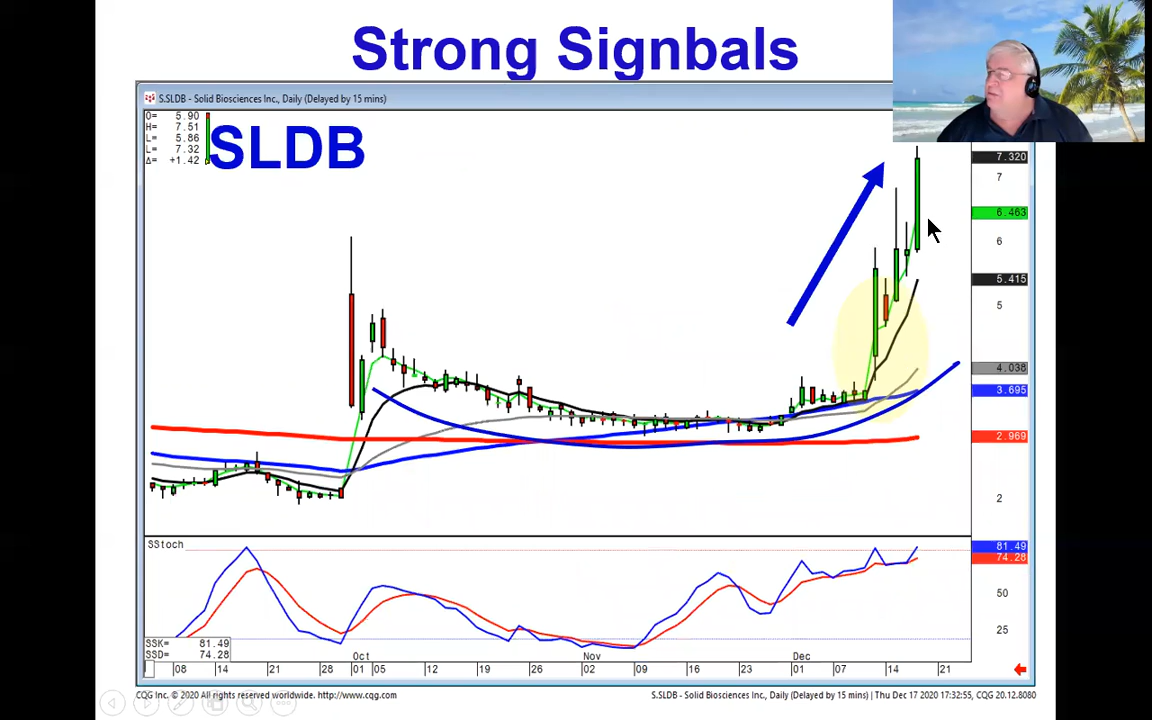 Strong Signbals
S.SLDB - Solid Biosciences Inc., Daily (Delayed by 15 mins)
O= 5.90
H= 7.51
L= 5.86
L= 7.32
Δ= +1.42
SLDB
7.320
7
6.463
6
5.415
5
4.038
3.695
2.969
2
SStoch
81.49
74.28
50
25
SSK= 81.49
SSD= 74.28
Oct Nov Dec
08 14 21 28 01 05 12 19 26 02 09 16 23 01 07 14 21
CQG Inc. © 2020 All rights reserved worldwide. http://www.cqg.com
S.SLDB - Solid Biosciences Inc., Daily (Delayed by 15 mins) | Thu Dec 17 2020 17:32:55, CQG 20.12.8080